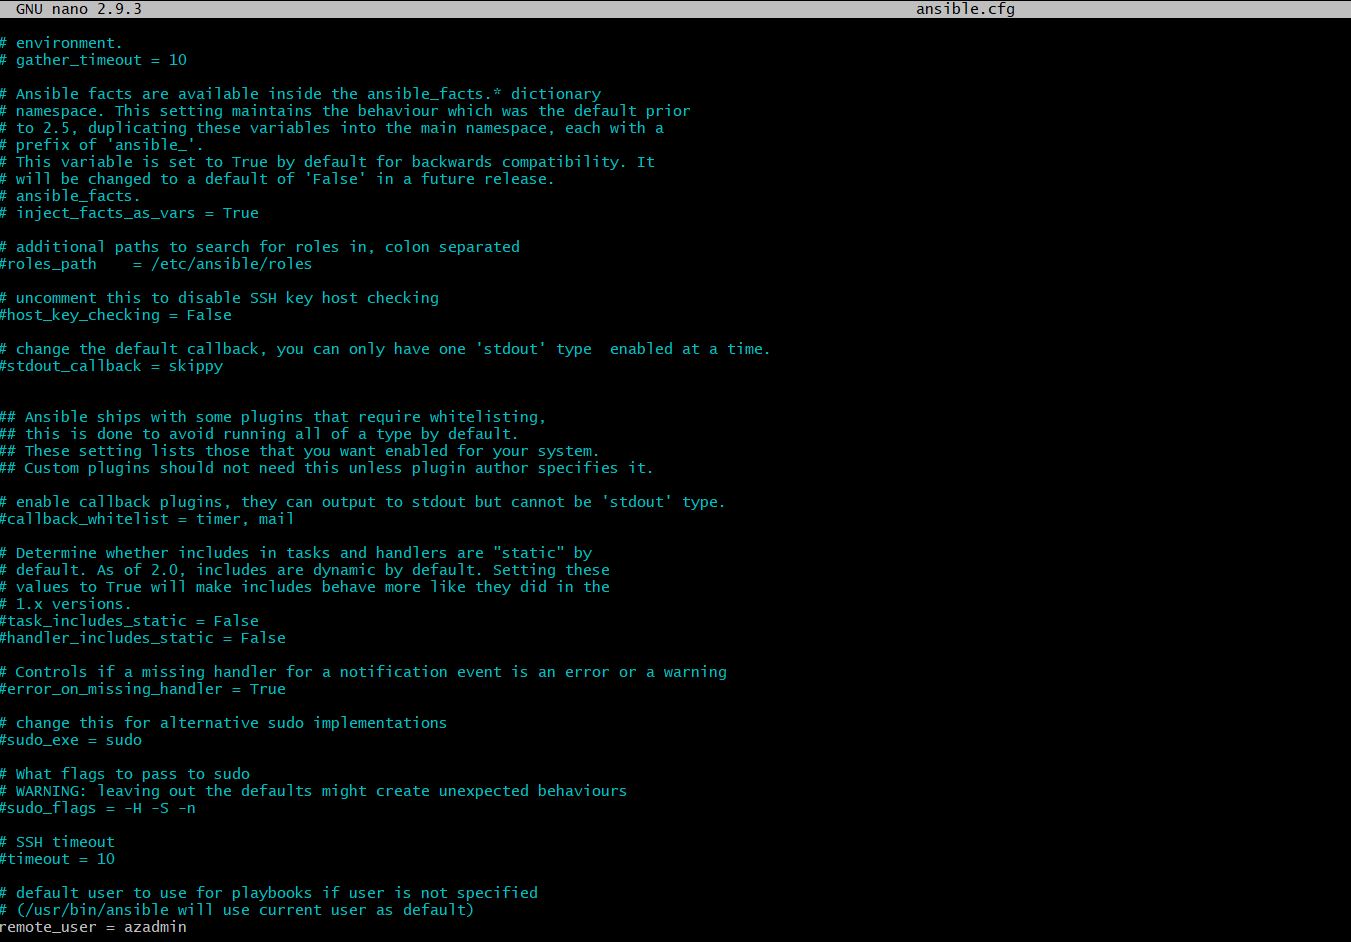 GNU nano 2.9.3 ansible.cfg
# environment.
# gather_timeout = 10
# Ansible facts are available inside the ansible_facts.* dictionary
# namespace. This setting maintains the behaviour which was the default prior
# to 2.5, duplicating these variables into the main namespace, each with a
# prefix of 'ansible_'.
# This variable is set to True by default for backwards compatibility. It
# will be changed to a default of 'False' in a future release.
# ansible_facts.
# inject_facts_as_vars = True
# additional paths to search for roles in, colon separated
#roles_path    = /etc/ansible/roles
# uncomment this to disable SSH key host checking
#host_key_checking = False
# change the default callback, you can only have one 'stdout' type  enabled at a time.
#stdout_callback = skippy
## Ansible ships with some plugins that require whitelisting,
## this is done to avoid running all of a type by default.
## These setting lists those that you want enabled for your system.
## Custom plugins should not need this unless plugin author specifies it.
# enable callback plugins, they can output to stdout but cannot be 'stdout' type.
#callback_whitelist = timer, mail
# Determine whether includes in tasks and handlers are "static" by
# default. As of 2.0, includes are dynamic by default. Setting these
# values to True will make includes behave more like they did in the
# 1.x versions.
#task_includes_static = False
#handler_includes_static = False
# Controls if a missing handler for a notification event is an error or a warning
#error_on_missing_handler = True
# change this for alternative sudo implementations
#sudo_exe = sudo
# What flags to pass to sudo
# WARNING: leaving out the defaults might create unexpected behaviours
#sudo_flags = -H -S -n
# SSH timeout
#timeout = 10
# default user to use for playbooks if user is not specified
# (/usr/bin/ansible will use current user as default)
remote_user = azadmin